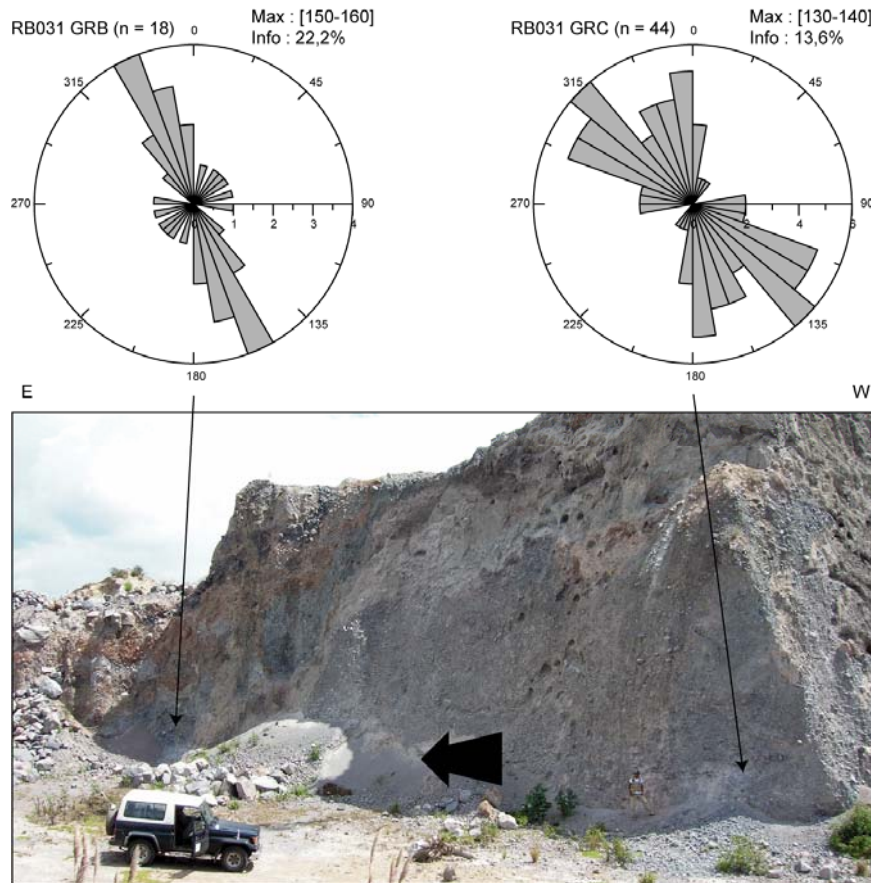 RB031 GRB (n = 18)
Max : [150-160]
Info : 22,2%
0
45
90
135
180
225
270
315
1
2
3
4
RB031 GRC (n = 44)
Max : [130-140]
Info : 13,6%
0
45
90
135
180
225
270
315
2
4
6
E
W